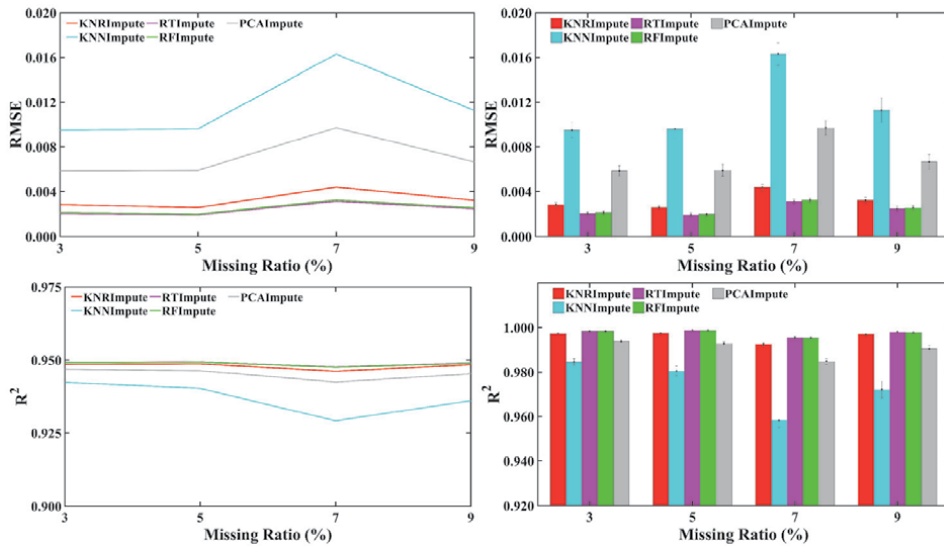 0.020
0.016
0.012
0.008
0.004
0.000
RMSE
KNRImpute RTImpute PCAImpute
KNNImpute RFImpute
3 5 7 9
Missing Ratio (%)
0.020
0.016
0.012
0.008
0.004
0.000
RMSE
KNRImpute RTImpute PCAImpute
KNNImpute RFImpute
3 5 7 9
Missing Ratio (%)
0.975
0.950
0.925
0.900
R²
KNRImpute RTImpute PCAImpute
KNNImpute RFImpute
3 5 7 9
Missing Ratio (%)
1.000
0.980
0.960
0.940
0.920
R²
KNRImpute RTImpute PCAImpute
KNNImpute RFImpute
3 5 7 9
Missing Ratio (%)